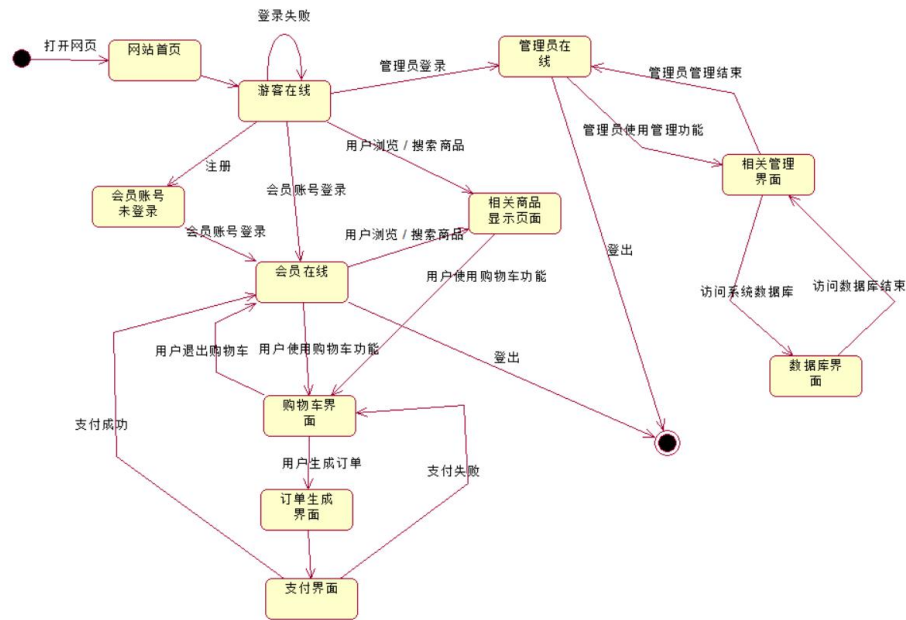 登录失败
打开网页
网站首页
管理员在
线
管理员登录
管理员管理结束
游客在线
管理员使用管理功能
用户浏览 / 搜索商品
注册
相关管理
界面
会员账号登录
会员账号
未登录
相关商品
显示页面
会员账号登录
用户浏览 / 搜索商品
登出
会员在线
用户使用购物车功能
访问系统数据库
访问数据库结束
用户退出购物车
用户使用购物车功能
登出
数据库界
面
购物车界
面
支付成功
用户生成订单
支付失败
订单生成
界面
支付界面